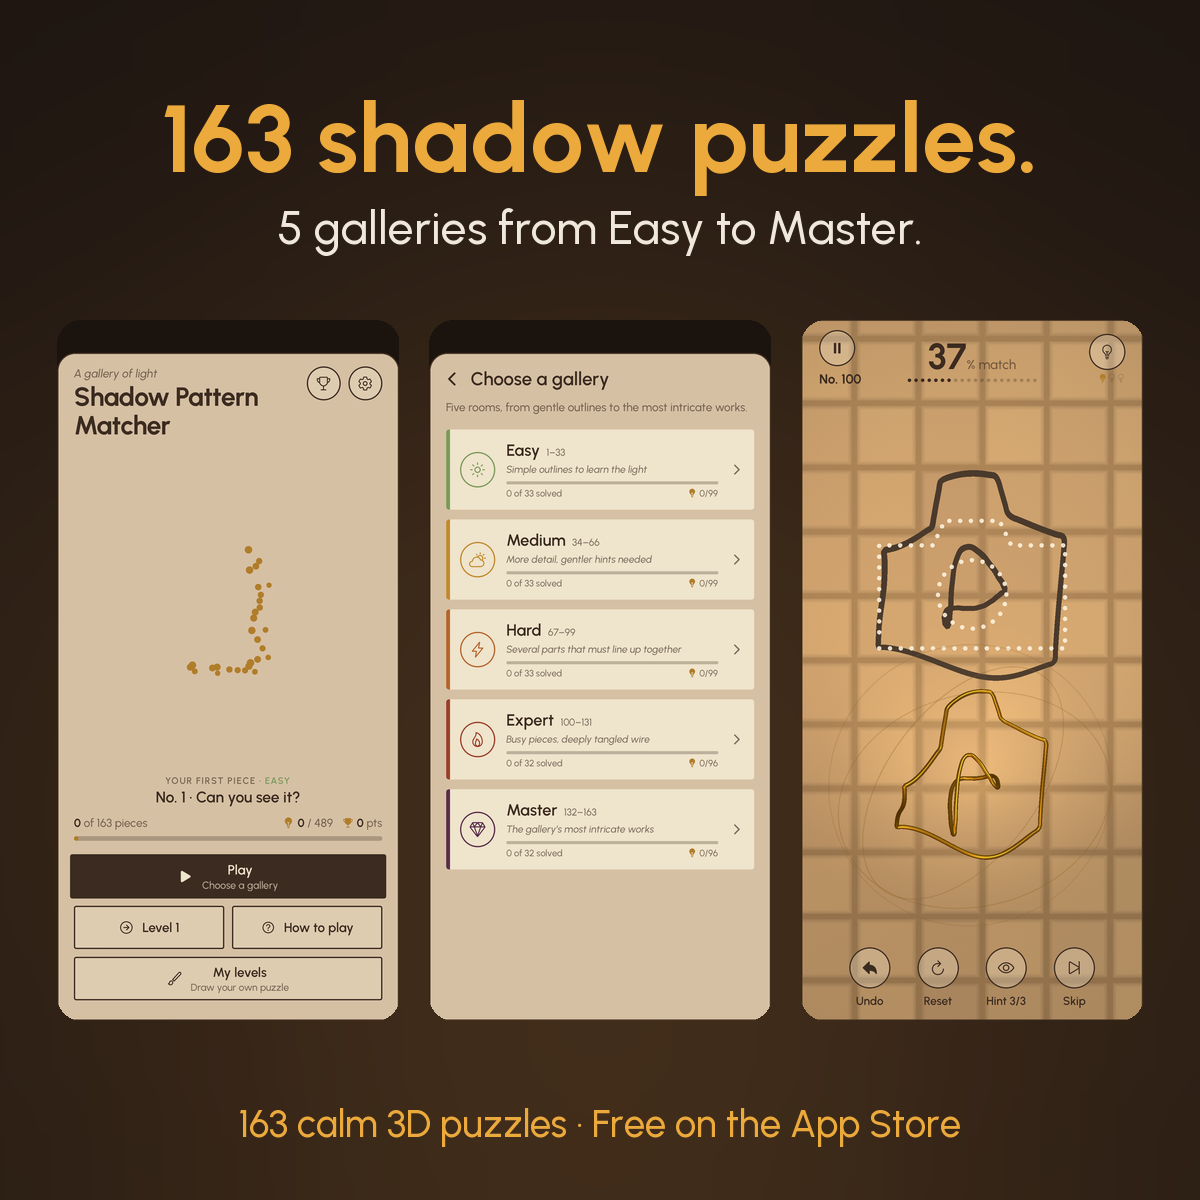 163 shadow puzzles.
5 galleries from Easy to Master.
A gallery of light
Shadow Pattern
Matcher
YOUR FIRST PIECE · EASY
No. 1 · Can you see it?
0 of 163 pieces
0 / 489
0 pts
Play
Choose a gallery
Level 1
How to play
My levels
Draw your own puzzle
Choose a gallery
Five rooms, from gentle outlines to the most intricate works.
Easy 1–33
Simple outlines to learn the light
0 of 33 solved
0/99
Medium 34–66
More detail, gentler hints needed
0 of 33 solved
0/99
Hard 67–99
Several parts that must line up together
0 of 33 solved
0/99
Expert 100–131
Busy pieces, deeply tangled wire
0 of 32 solved
0/96
Master 132–163
The gallery's most intricate works
0 of 32 solved
0/96
37% match
No. 100
Undo
Reset
Hint 3/3
Skip
163 calm 3D puzzles · Free on the App Store